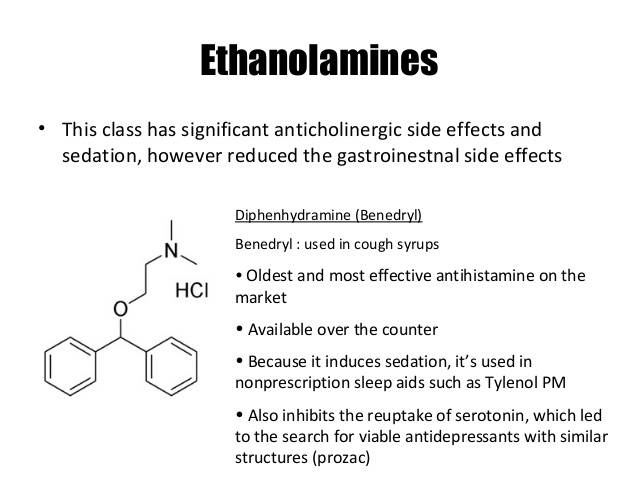 Ethanolamines
• This class has significant anticholinergic side effects and
sedation, however reduced the gastroinestnal side effects
Diphenhydramine (Benedryl)
Benedryl : used in cough syrups
• Oldest and most effective antihistamine on the
market
• Available over the counter
• Because it induces sedation, it’s used in
nonprescription sleep aids such as Tylenol PM
• Also inhibits the reuptake of serotonin, which led
to the search for viable antidepressants with similar
structures (prozac)
N
HCl
O